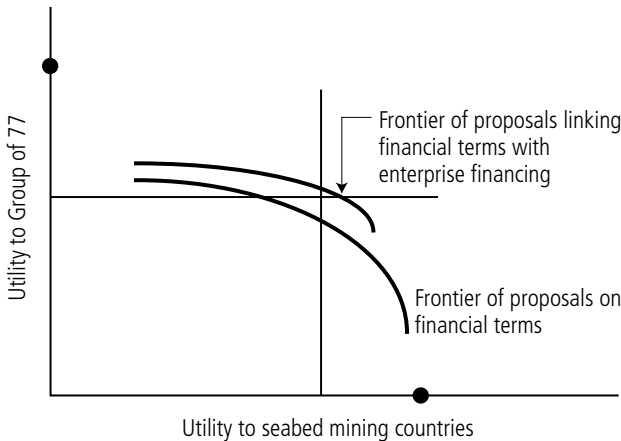 Utility to Group of 77
Frontier of proposals linking
financial terms with
enterprise financing
Frontier of proposals on
financial terms
Utility to seabed mining countries